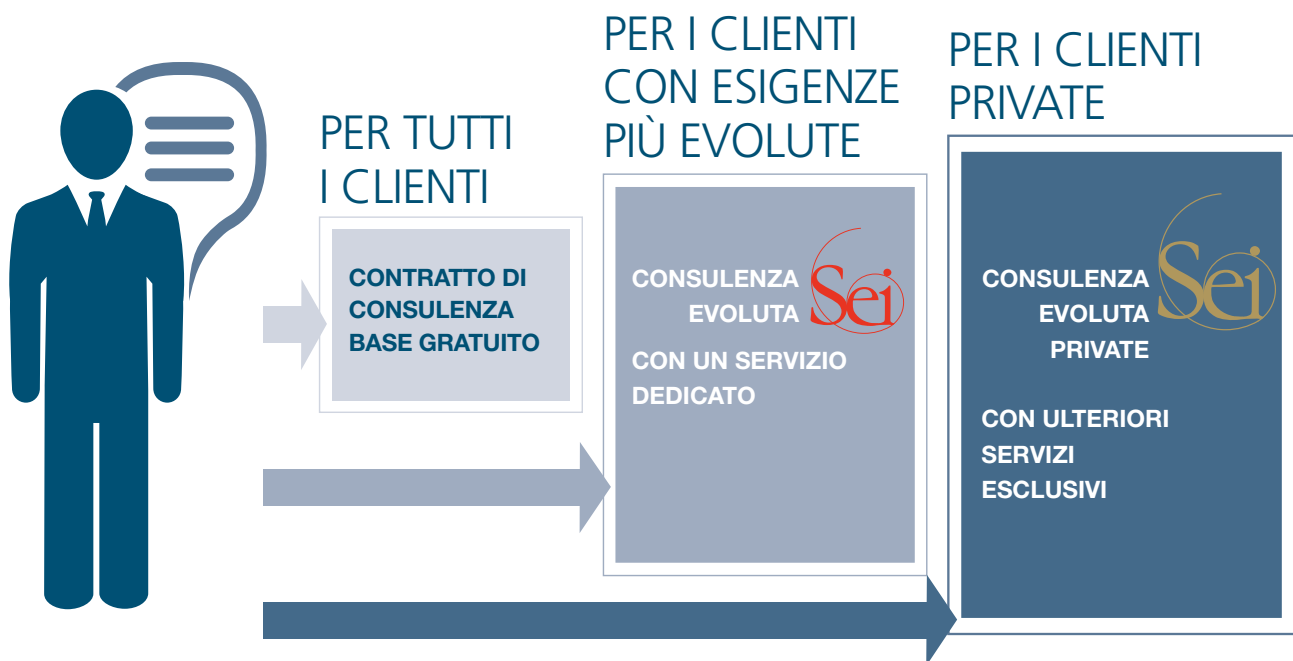 PER TUTTI
I CLIENTI
CONTRATTO DI
CONSULENZA
BASE GRATUITO
PER I CLIENTI
CON ESIGENZE
PIÙ EVOLUTE
CONSULENZA
EVOLUTA
Sei
CON UN SERVIZIO
DEDICATO
PER I CLIENTI
PRIVATE
CONSULENZA
EVOLUTA
PRIVATE
Sei
CON ULTERIORI
SERVIZI
ESCLUSIVI